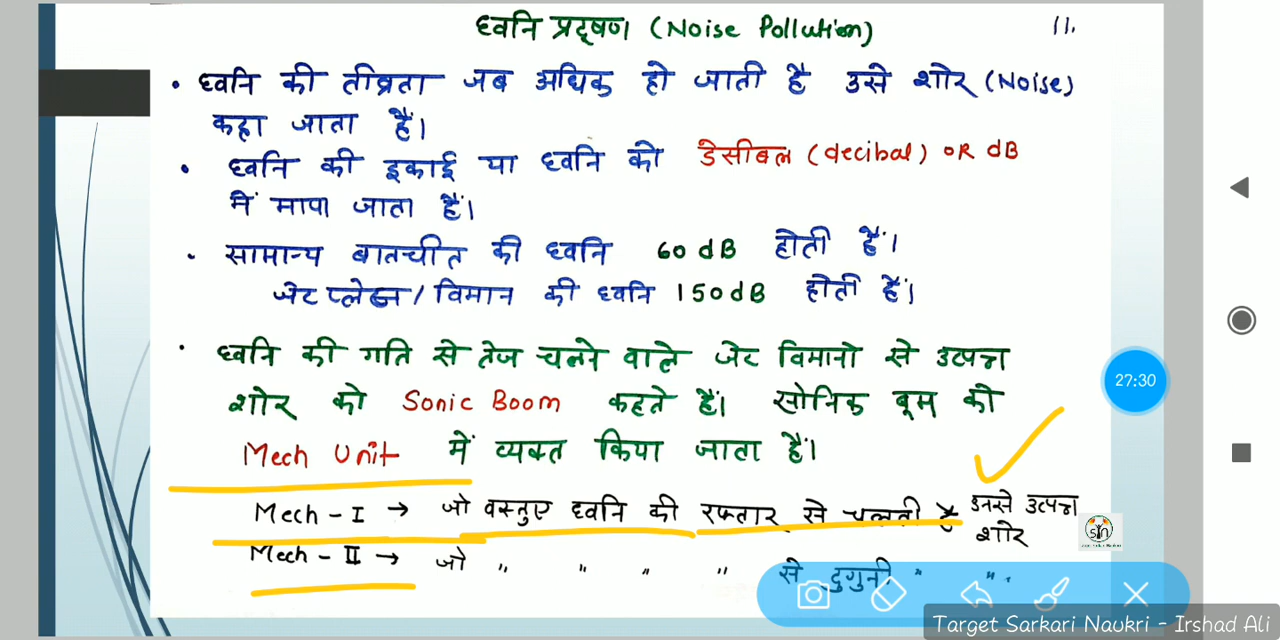 ध्वनि प्रदूषण (Noise Pollution)
11.
• ध्वनि की तीव्रता जब अधिक हो जाती है उसे शोर (Noise)
कहा जाता है।
• ध्वनि की इकाई या ध्वनि को डेसीबल (decibal) OR dB
में मापा जाता है।
• सामान्य बातचीत की ध्वनि 60 dB होती है।
जेट प्लेन / विमान की ध्वनि 150 dB होती है।
• ध्वनि की गति से तेज चलने वाले जेट विमानो से उत्पन्न
शोर को Sonic Boom कहते है। सोनिक बूम को
Mech Unit में व्यक्त किया जाता है।
Mech - I → जो वस्तुए ध्वनि की रफ्तार से चलती है उनसे उत्पन्न
शोर
Mech - II → जो " " " " से दुगुनी " "
27:30
Target Sarkari Naukri - Irshad Ali